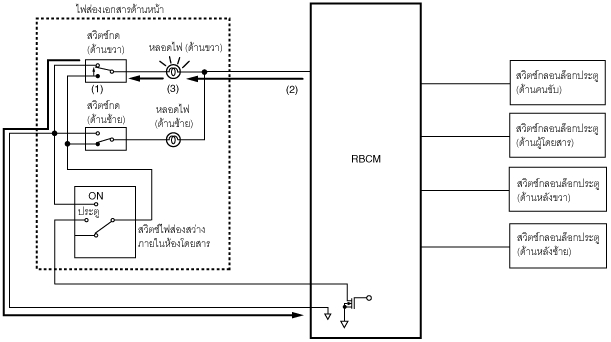 ไฟส่องเอกสารด้านหน้า
สวิตช์กด
(ด้านขวา)
หลอดไฟ (ด้านขวา)
(1)
(3)
(2)
สวิตช์กด
(ด้านซ้าย)
หลอดไฟ
(ด้านซ้าย)
ON
ประตู
สวิตช์ไฟส่องสว่าง
ภายในห้องโดยสาร
RBCM
สวิตช์กลอนล็อกประตู
(ด้านคนขับ)
สวิตช์กลอนล็อกประตู
(ด้านผู้โดยสาร)
สวิตช์กลอนล็อกประตู
(ด้านหลังขวา)
สวิตช์กลอนล็อกประตู
(ด้านหลังซ้าย)